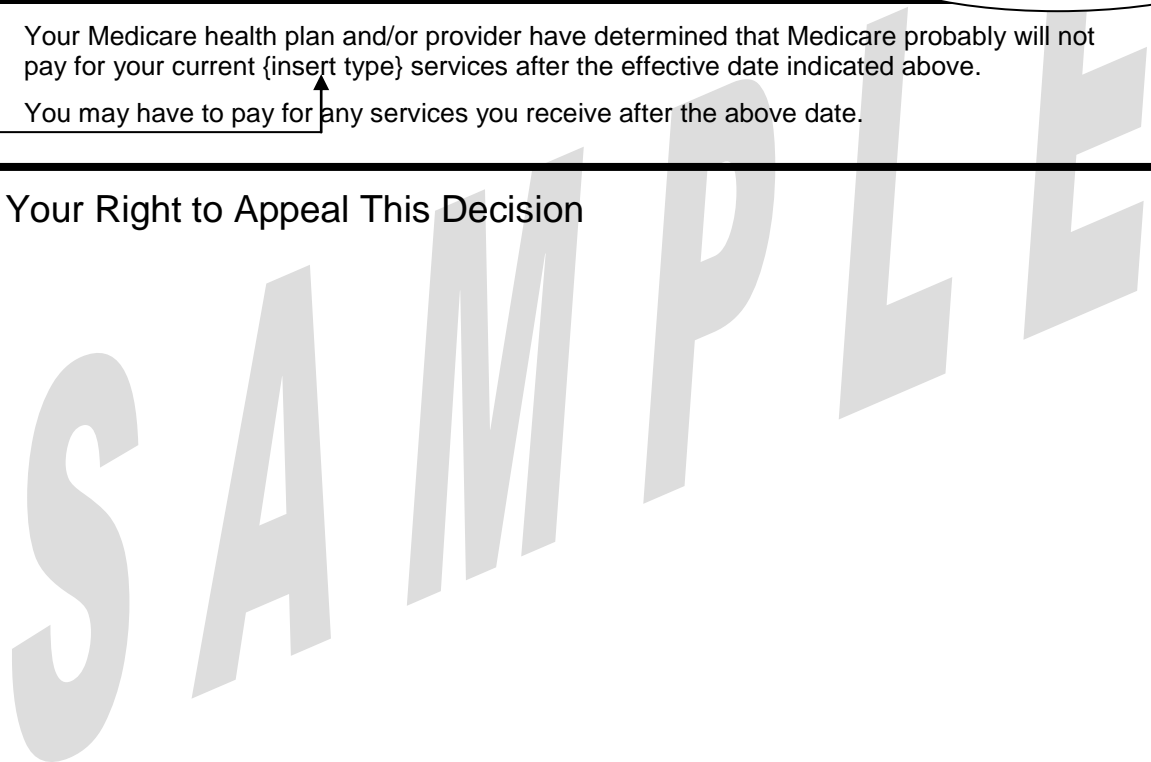 Your Medicare health plan and/or provider have determined that Medicare probably will not
pay for your current {insert type} services after the effective date indicated above.
You may have to pay for any services you receive after the above date.
Your Right to Appeal This Decision
SAMPLE